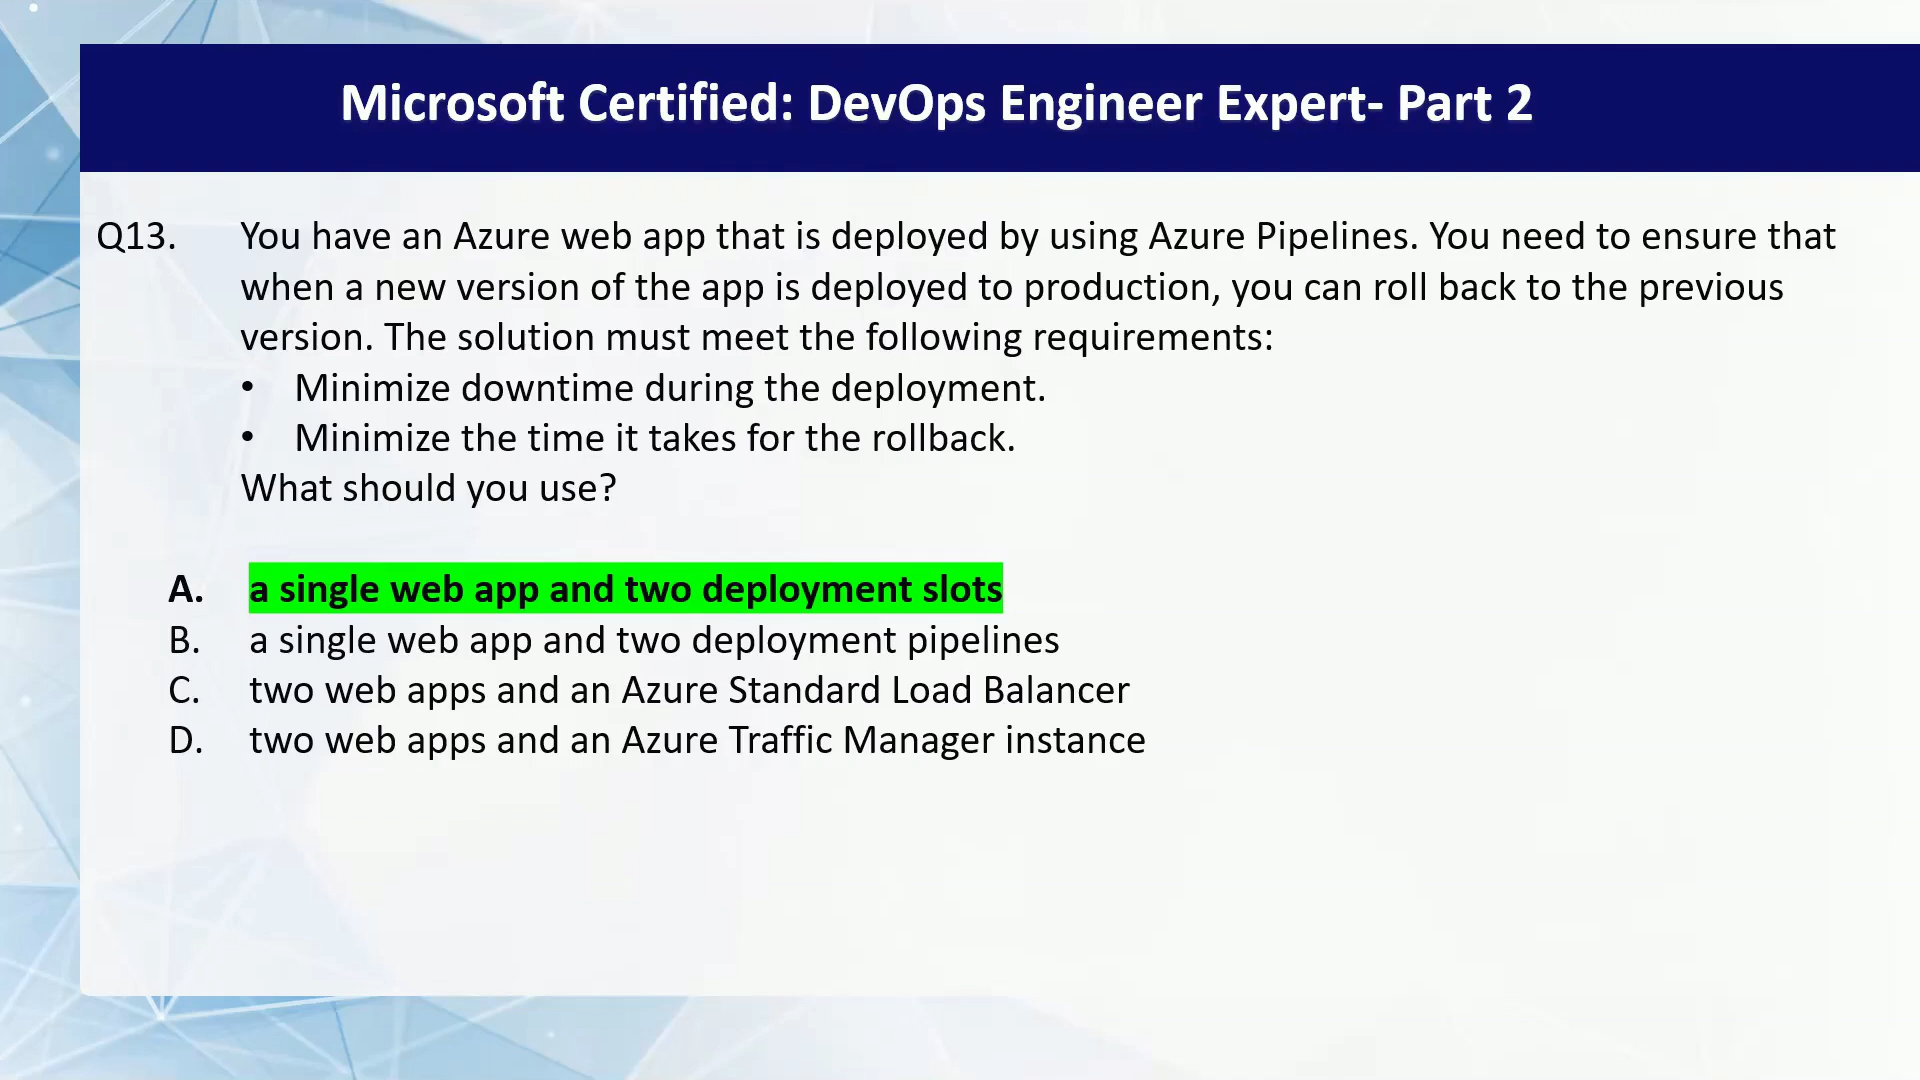 Microsoft Certified: DevOps Engineer Expert- Part 2
Q13. You have an Azure web app that is deployed by using Azure Pipelines. You need to ensure that
when a new version of the app is deployed to production, you can roll back to the previous
version. The solution must meet the following requirements:
• Minimize downtime during the deployment.
• Minimize the time it takes for the rollback.
What should you use?
A. a single web app and two deployment slots
B. a single web app and two deployment pipelines
C. two web apps and an Azure Standard Load Balancer
D. two web apps and an Azure Traffic Manager instance